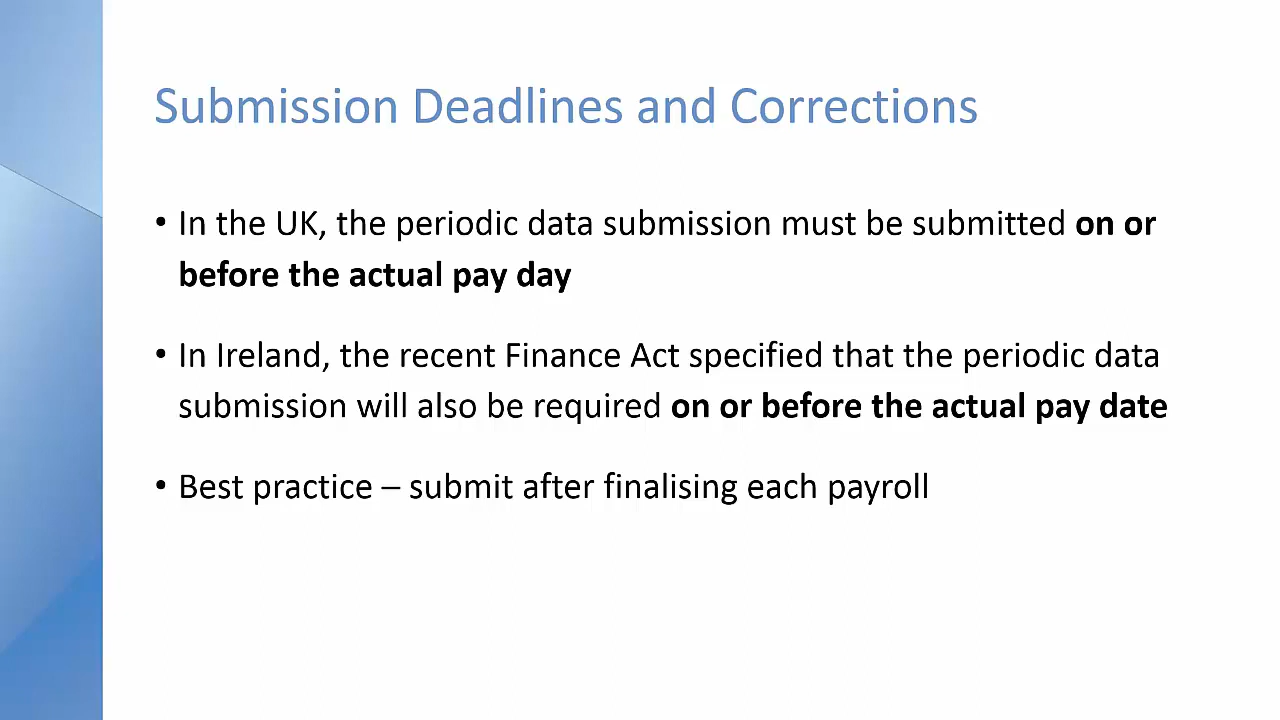 Submission Deadlines and Corrections
• In the UK, the periodic data submission must be submitted on or
before the actual pay day
• In Ireland, the recent Finance Act specified that the periodic data
submission will also be required on or before the actual pay date
• Best practice – submit after finalising each payroll